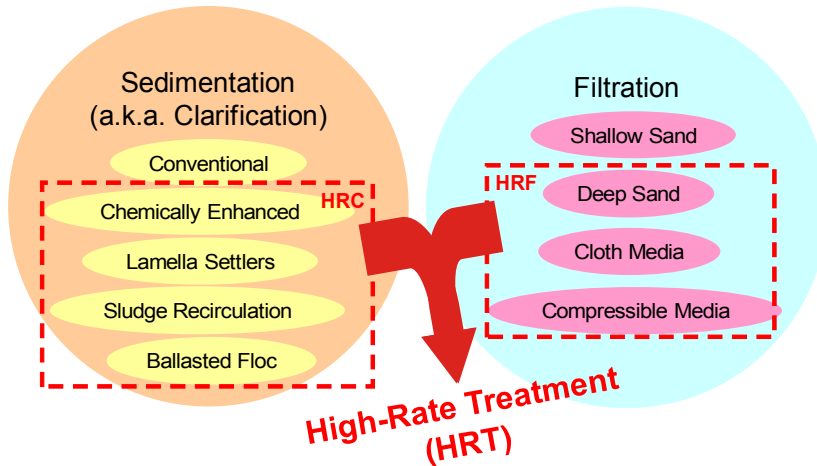 Sedimentation
(a.k.a. Clarification)
Conventional
HRC
Chemically Enhanced
Lamella Settlers
Sludge Recirculation
Ballasted Floc
Filtration
Shallow Sand
HRF
Deep Sand
Cloth Media
Compressible Media
High-Rate Treatment
(HRT)